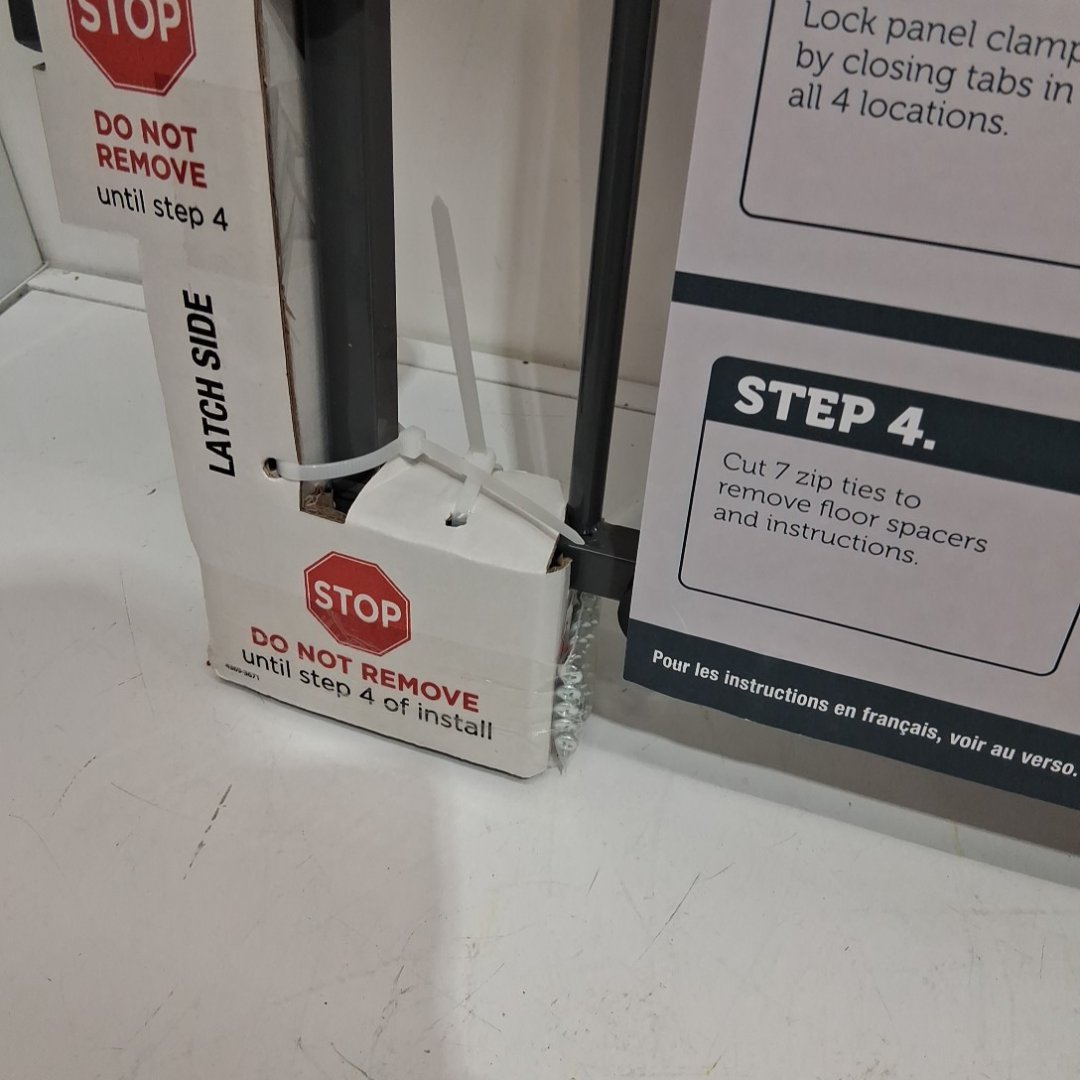 STOP
DO NOT
REMOVE
until step 4
LATCH SIDE
STOP
DO NOT REMOVE
until step 4 of install
Lock panel clamp
by closing tabs in
all 4 locations.
STEP 4.
Cut 7 zip ties to
remove floor spacers
and instructions.
Pour les instructions en français, voir au verso.